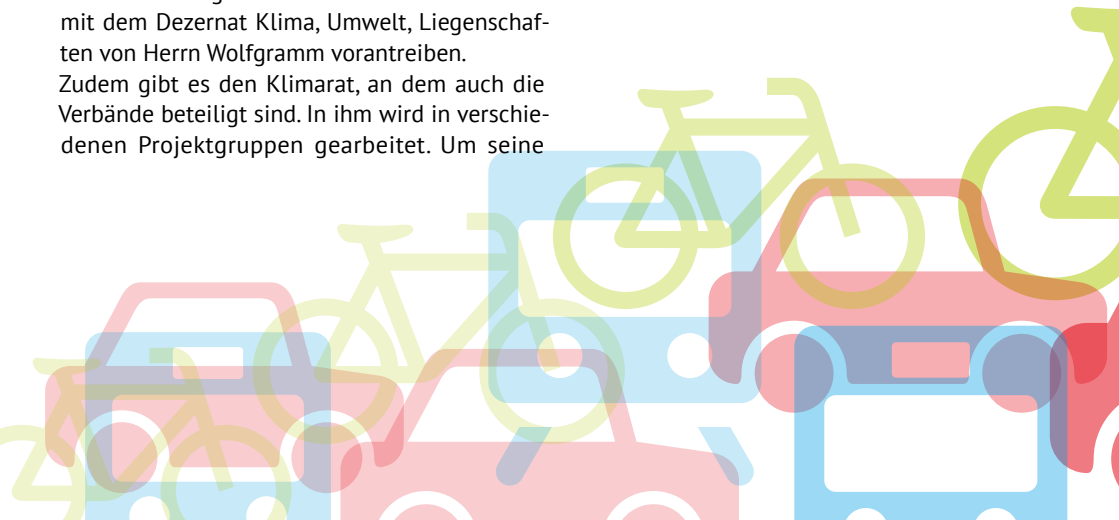 mit dem Dezernat Klima, Umwelt, Liegenschaf-
ten von Herrn Wolfgramm vorantreiben.
Zudem gibt es den Klimarat, an dem auch die
Verbände beteiligt sind. In ihm wird in verschie-
denen Projektgruppen gearbeitet. Um seine